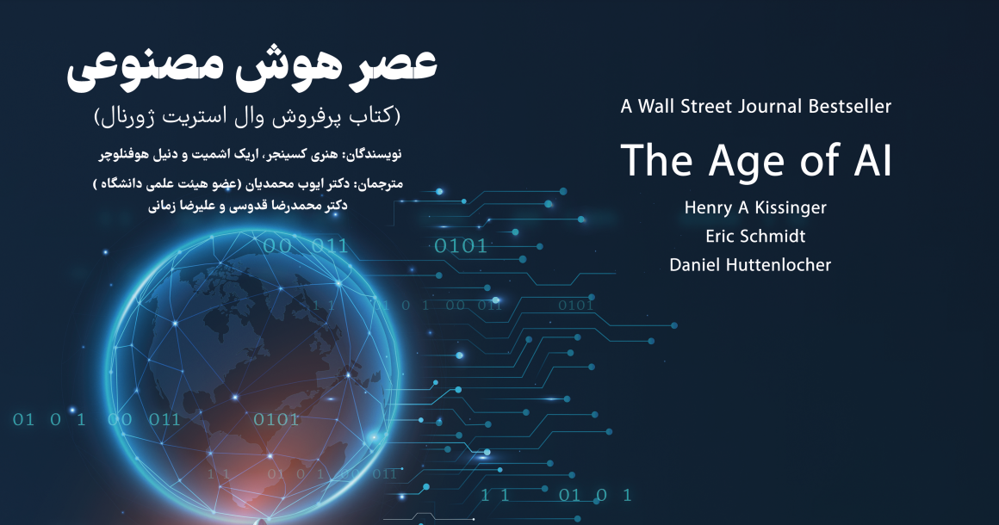 عصر هوش مصنوعی
(کتاب پرفروش وال استریت ژورنال)
نویسندگان: هنری کسینجر، اریک اشمیت و دنیل هوفنلوچر
مترجمان: دکتر ایوب محمدیان (عضو هیئت علمی دانشگاه )
دکتر محمدرضا قدوسی و علیرضا زمانی
A Wall Street Journal Bestseller
The Age of AI
Henry A Kissinger
Eric Schmidt
Daniel Huttenlocher
00 011 0101
1 1 01 0 1 00 011 0101
01 0 1 00 011 0101
1 1 01 0 1 00 011
1 1 01 0 1